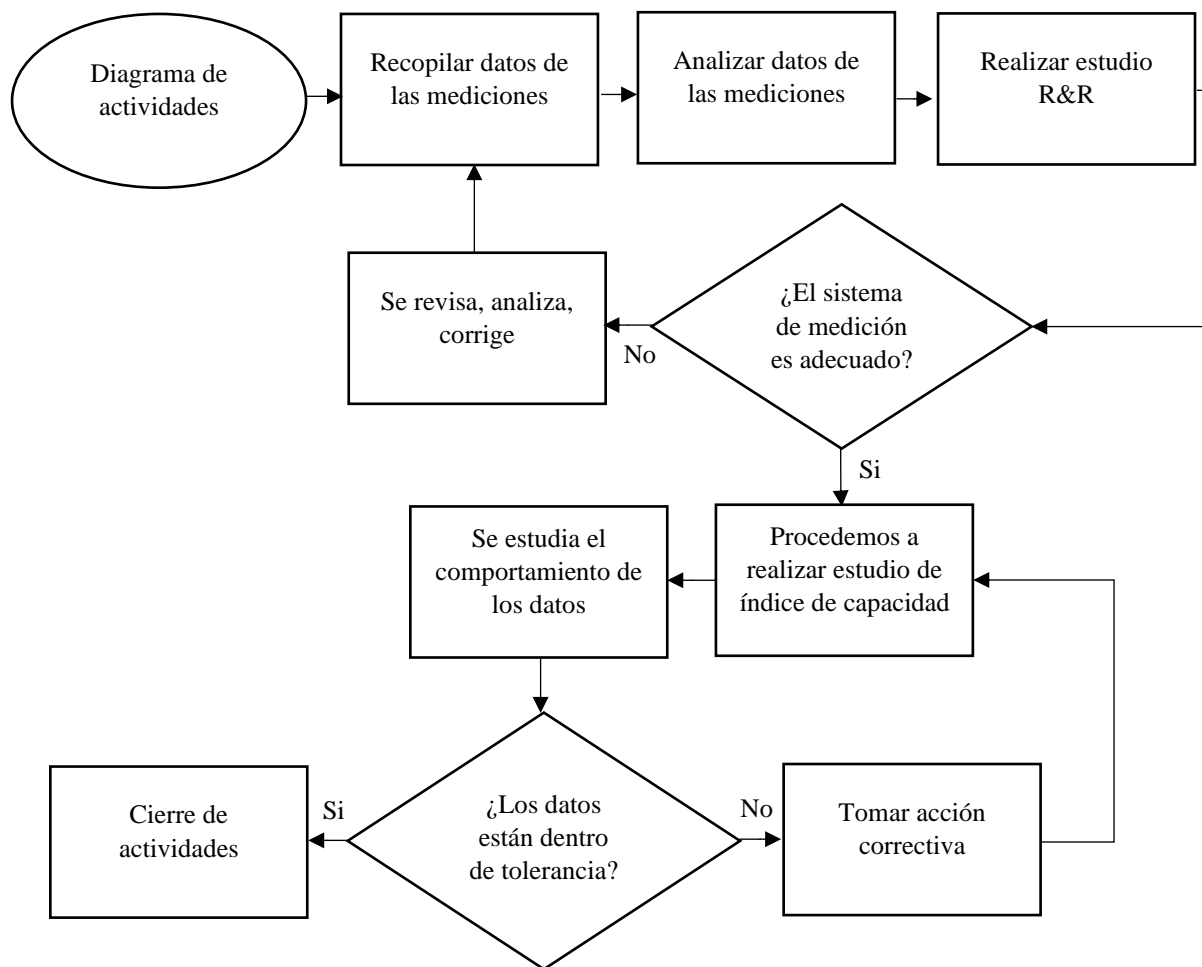 Diagrama de
actividades
Recopilar datos de
las mediciones
Analizar datos de
las mediciones
Realizar estudio
R&R
Se revisa, analiza,
corrige
No
¿El sistema
de medición
es adecuado?
Si
Se estudia el
comportamiento de
los datos
Procedemos a
realizar estudio de
índice de capacidad
Cierre de
actividades
Si
¿Los datos
están dentro
de tolerancia?
No
Tomar acción
correctiva